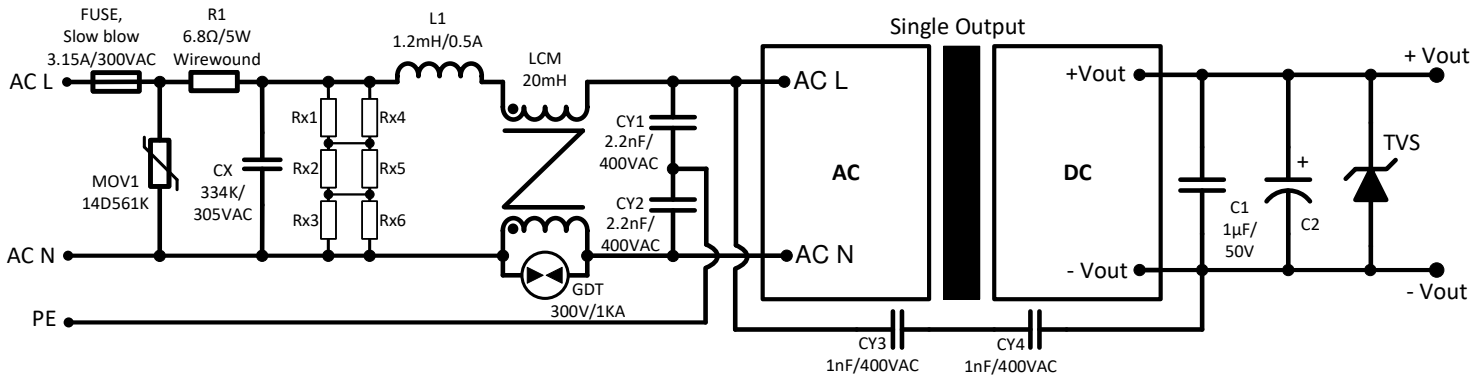 FUSE,
Slow blow
3.15A/300VAC
R1
6.8Ω/5W
Wirewound
L1
1.2mH/0.5A
LCM
20mH
Single Output
AC L
AC L
+Vout
+ Vout
Rx1
Rx4
CY1
2.2nF/
400VAC
MOV1
14D561K
CX
334K/
305VAC
Rx2
Rx5
AC
DC
TVS
+
Rx3
Rx6
CY2
2.2nF/
400VAC
C1
1µF/
50V
C2
AC N
AC N
- Vout
- Vout
GDT
300V/1KA
PE
CY3
1nF/400VAC
CY4
1nF/400VAC